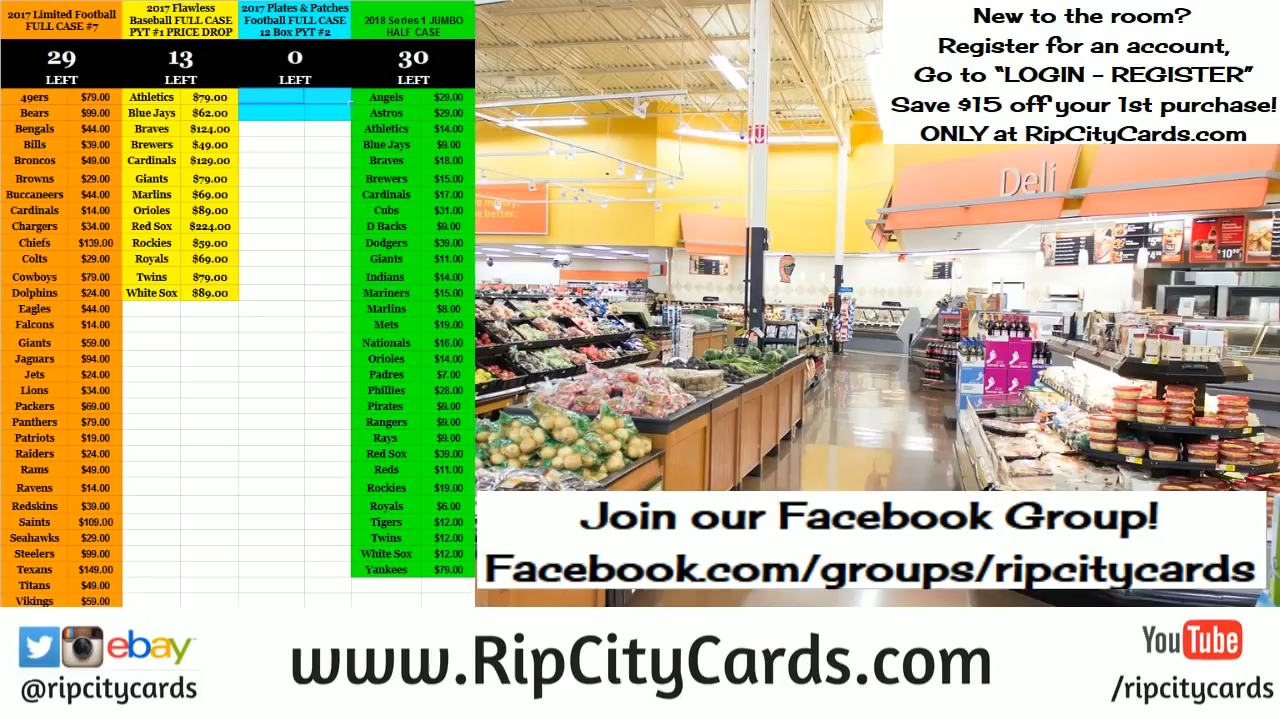 2017 Limited Football
FULL CASE #7
29
LEFT
49ers $79.00
Bears $99.00
Bengals $44.00
Bills $39.00
Broncos $49.00
Browns $29.00
Buccaneers $44.00
Cardinals $14.00
Chargers $34.00
Chiefs $139.00
Colts $29.00
Cowboys $79.00
Dolphins $24.00
Eagles $44.00
Falcons $14.00
Giants $59.00
Jaguars $94.00
Jets $24.00
Lions $34.00
Packers $69.00
Panthers $79.00
Patriots $19.00
Raiders $24.00
Rams $49.00
Ravens $14.00
Redskins $39.00
Saints $109.00
Seahawks $29.00
Steelers $99.00
Texans $149.00
Titans $49.00
Vikings $59.00
2017 Flawless
Baseball FULL CASE
PYT #1 PRICE DROP
13
LEFT
Athletics $79.00
Blue Jays $62.00
Braves $124.00
Brewers $49.00
Cardinals $129.00
Giants $79.00
Marlins $69.00
Orioles $89.00
Red Sox $224.00
Rockies $59.00
Royals $69.00
Twins $79.00
White Sox $89.00
2017 Plates & Patches
Football FULL CASE
12 Box PYT #2
0
LEFT
2018 Series 1 JUMBO
HALF CASE
30
LEFT
Angels $29.00
Astros $29.00
Athletics $14.00
Blue Jays $9.00
Braves $18.00
Brewers $15.00
Cardinals $17.00
Cubs $31.00
D Backs $9.00
Dodgers $39.00
Giants $11.00
Indians $14.00
Mariners $15.00
Marlins $8.00
Mets $19.00
Nationals $16.00
Orioles $14.00
Padres $7.00
Phillies $28.00
Pirates $9.00
Rangers $9.00
Rays $9.00
Red Sox $39.00
Reds $11.00
Rockies $19.00
Royals $6.00
Tigers $12.00
Twins $12.00
White Sox $12.00
Yankees $79.00
New to the room?
Register for an account,
Go to “LOGIN - REGISTER”
Save $15 off your 1st purchase!
ONLY at RipCityCards.com
Deli
better.
Join our Facebook Group!
Facebook.com/groups/ripcitycards
ebay
@ripcitycards
www.RipCityCards.com
YouTube
/ripcitycards